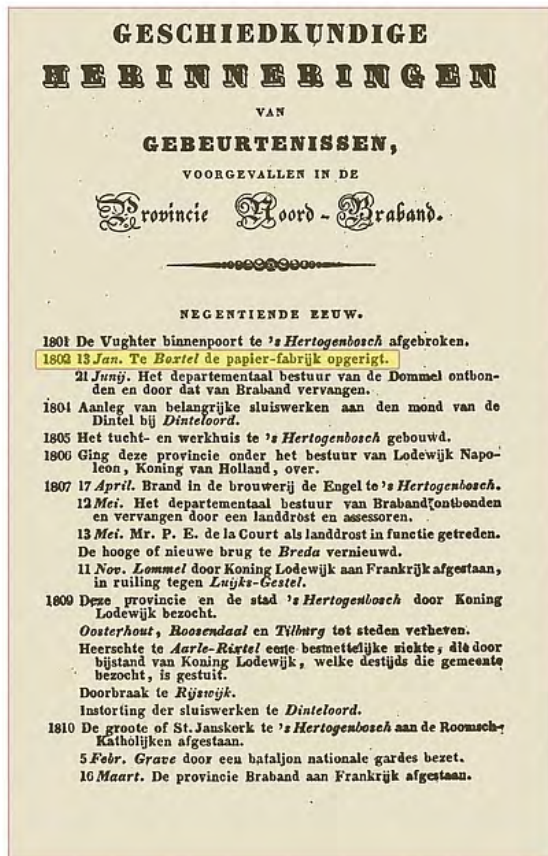 GESCHIEDKUNDIGE
HERINNERINGEN
VAN
GEBEURTENISSEN,
VOORGEVALLEN IN DE
Provincie Noord-Braband.
NEGENTIENDE EEUW.
1801 De Vughter binnenpoort te 's Hertogenbosch afgebroken.
1802 13 Jan. Te Boxtel de papier-fabrijk opgerigt.
21 Junij. Het departementaal bestuur van de Dommel ontbon-
den en door dat van Braband vervangen.
1804 Aanleg van belangrijke sluiswerken aan den mond van de
Dintel bij Dinteloord.
1805 Het tucht- en werkhuis te 's Hertogenbosch gebouwd.
1806 Ging deze provincie onder het bestuur van Lodewijk Napo-
leon, Koning van Holland, over.
1807 17 April. Brand in de brouwerij de Engel te 's Hertogenbosch.
12 Mei. Het departementaal bestuur van Braband ontbonden
en vervangen door een landdrost en assessoren.
13 Mei. Mr. P. E. de la Court als landdrost in functie getreden.
De hooge of nieuwe brug te Breda vernieuwd.
11 Nov. Lommel door Koning Lodewijk aan Frankrijk afgestaan,
in ruiling tegen Luijks-Gestel.
1809 Deze provincie en de stad 's Hertogenbosch door Koning
Lodewijk bezocht.
Oosterhout, Roosendaal en Tilburg tot steden verheven.
Heerschte te Aarle-Rixtel eene besmettelijke ziekte, die door
bijstand van Koning Lodewijk, welke destijds die gemeente
bezocht, is gestuit.
Doorbraak te Rijswijk.
Instorting der sluiswerken te Dinteloord.
1810 De groote of St. Janskerk te 's Hertogenbosch aan de Roomsch-
Katholijken afgestaan.
5 Febr. Grave door een bataljon nationale gardes bezet.
16 Maart. De provincie Braband aan Frankrijk afgestaan.